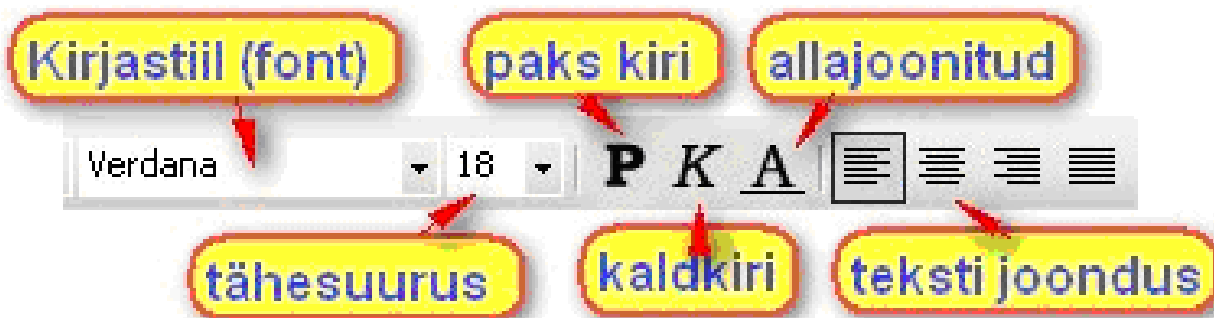 Kirjastiil (font) paks kiri allajoonitud
Verdana 18 P K A
tähesuurus kaldkiri teksti joondus